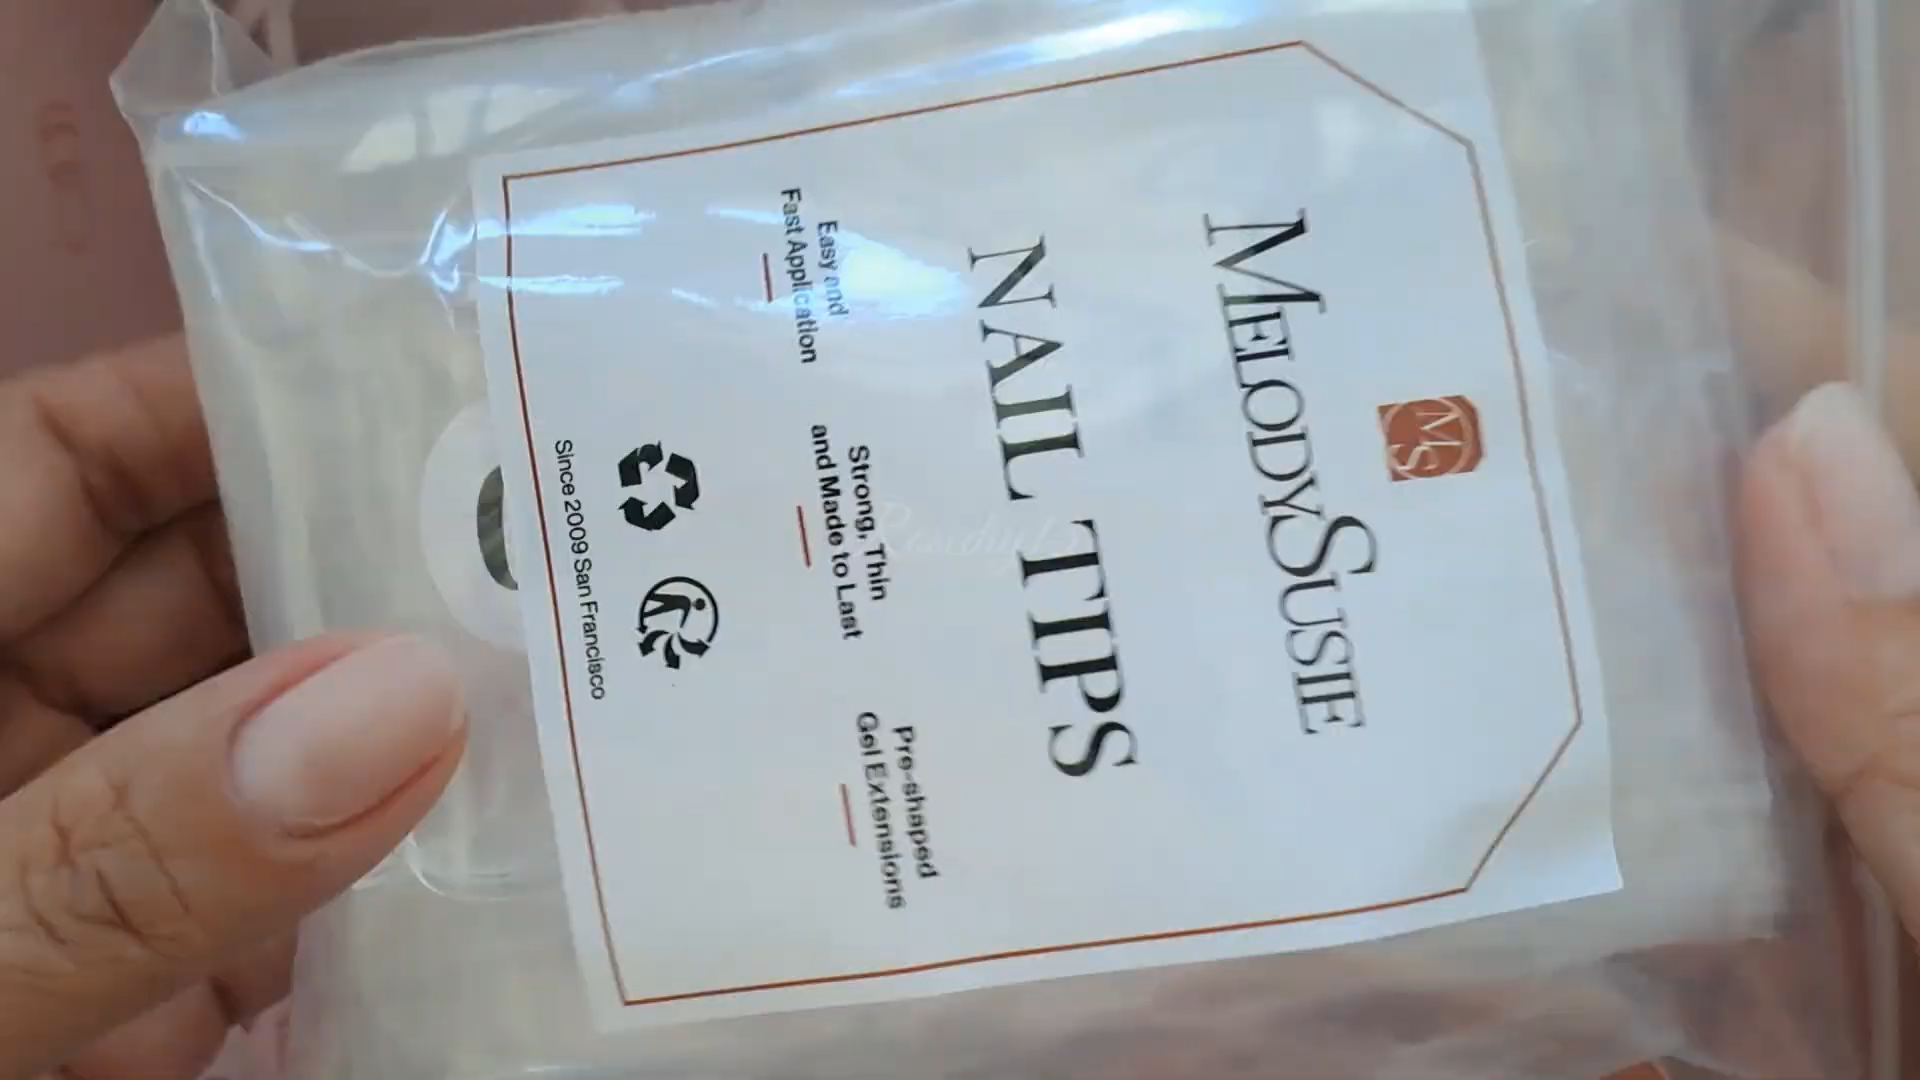 MS
MELODYSUSIE
NAIL TIPS
Easy and
Fast Application
Strong, Thin
and Made to Last
Pre-shaped
Gel Extensions
Since 2009 San Francisco